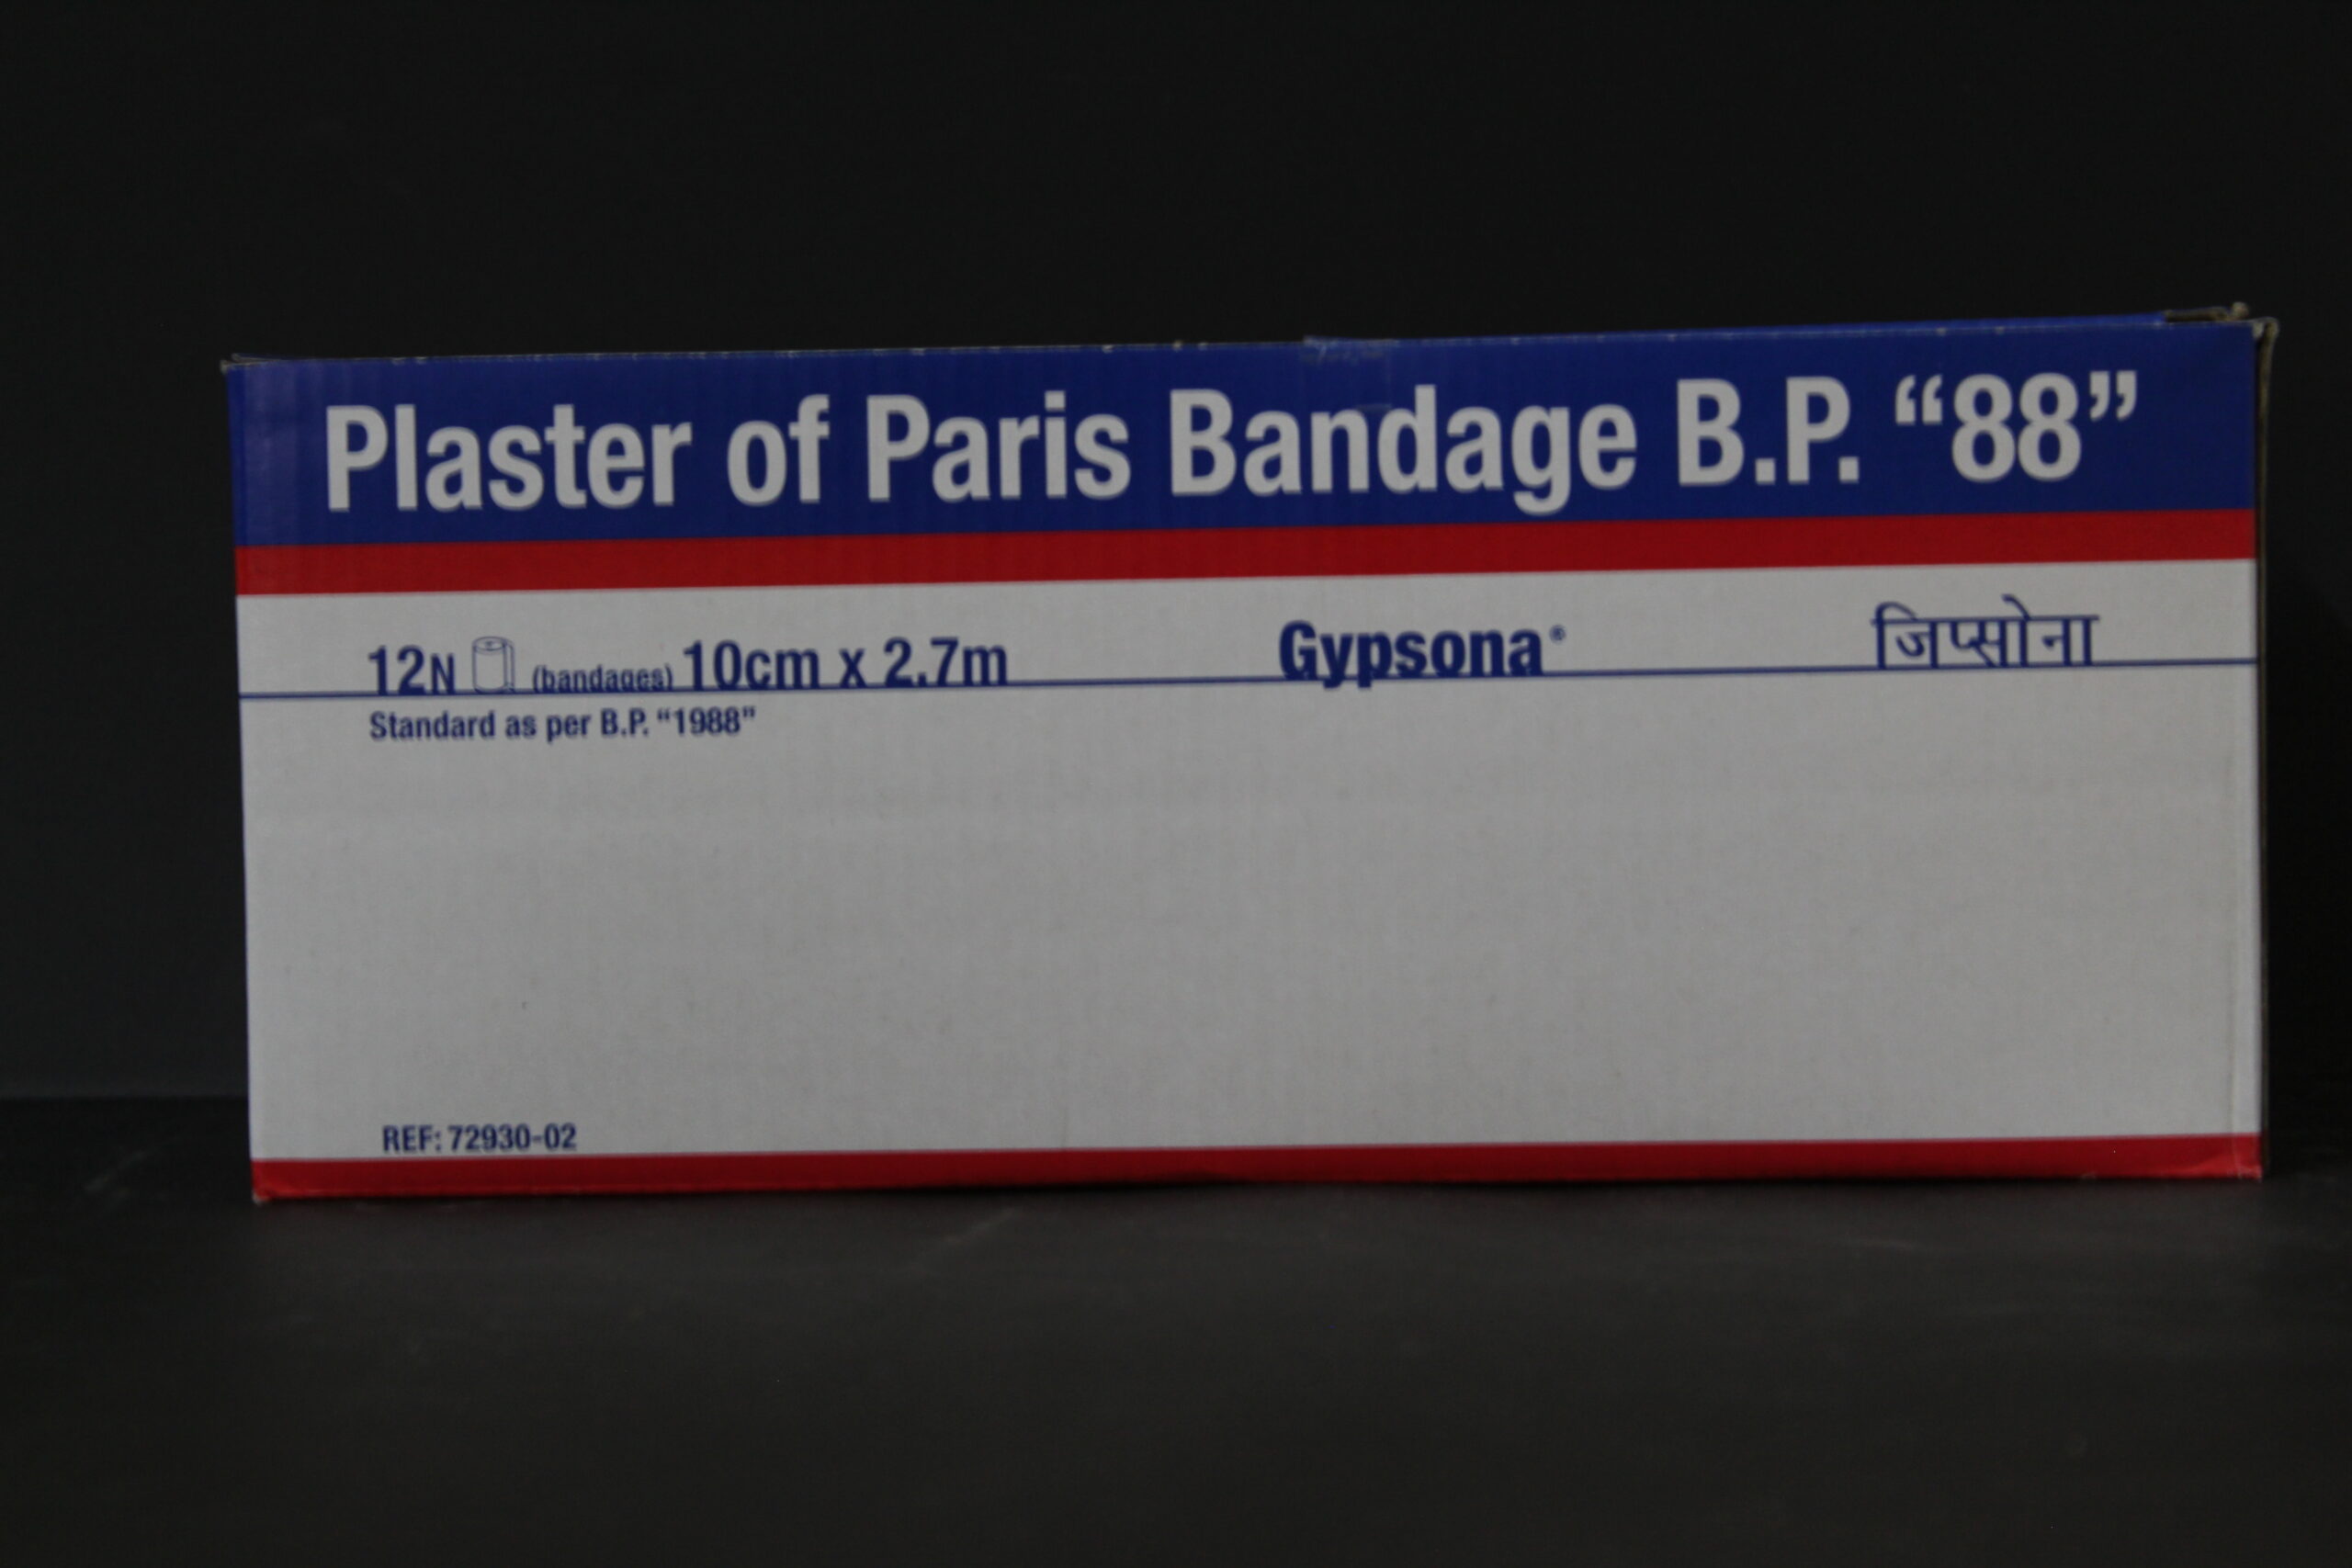 Plaster of Paris Bandage B.P. “88”
12N (bandages) 10cm x 2.7m Gypsona® जिप्सोना
Standard as per B.P. “1988”
REF: 72930-02